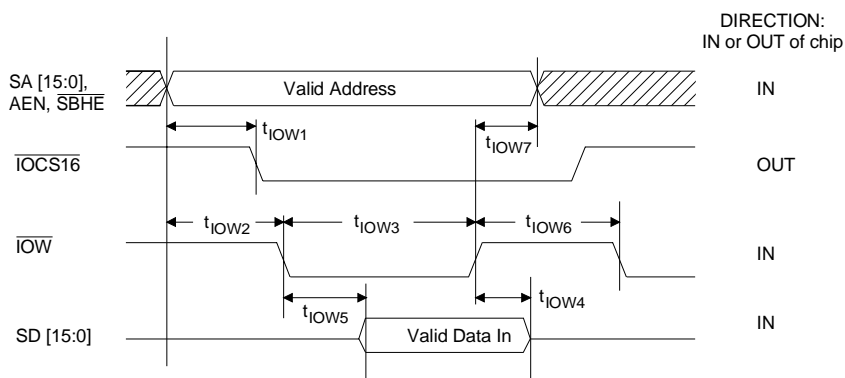 DIRECTION:
IN or OUT of chip
SA [15:0],
AEN, SBHE
Valid Address
IN
tIOW1
tIOW7
IOCS16
OUT
tIOW2
tIOW3
tIOW6
IOW
IN
tIOW5
tIOW4
SD [15:0]
Valid Data In
IN